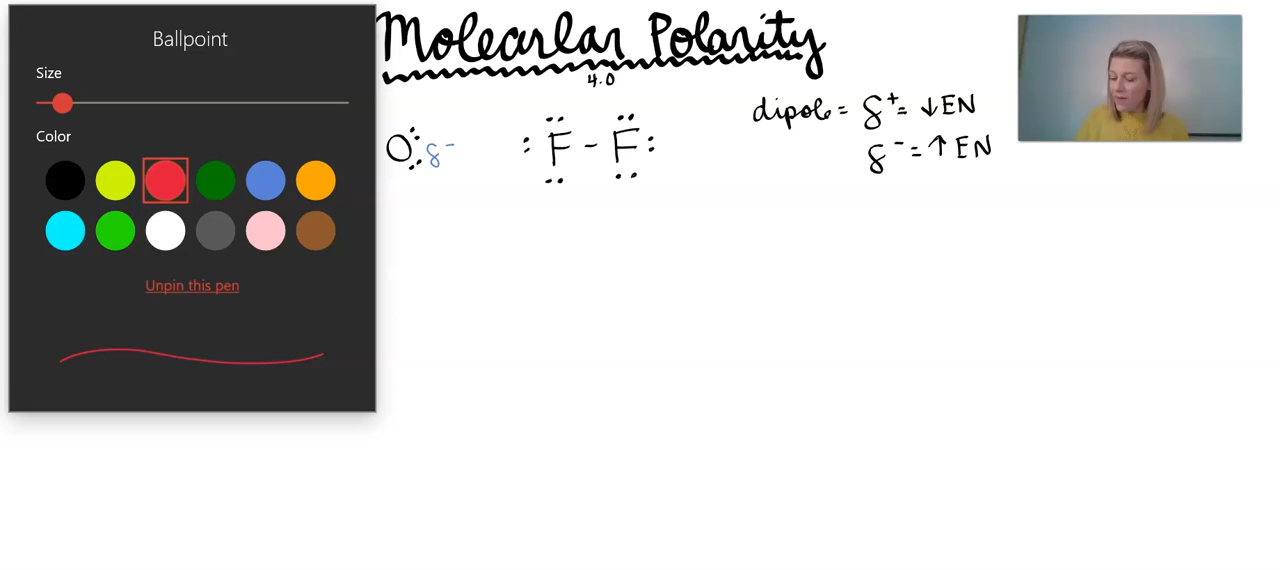 Ballpoint
Size
Color
Unpin this pen
Molecular Polarity
4.0
O: δ-
:F-F:
dipole = δ+ = ↓EN
δ- = ↑EN